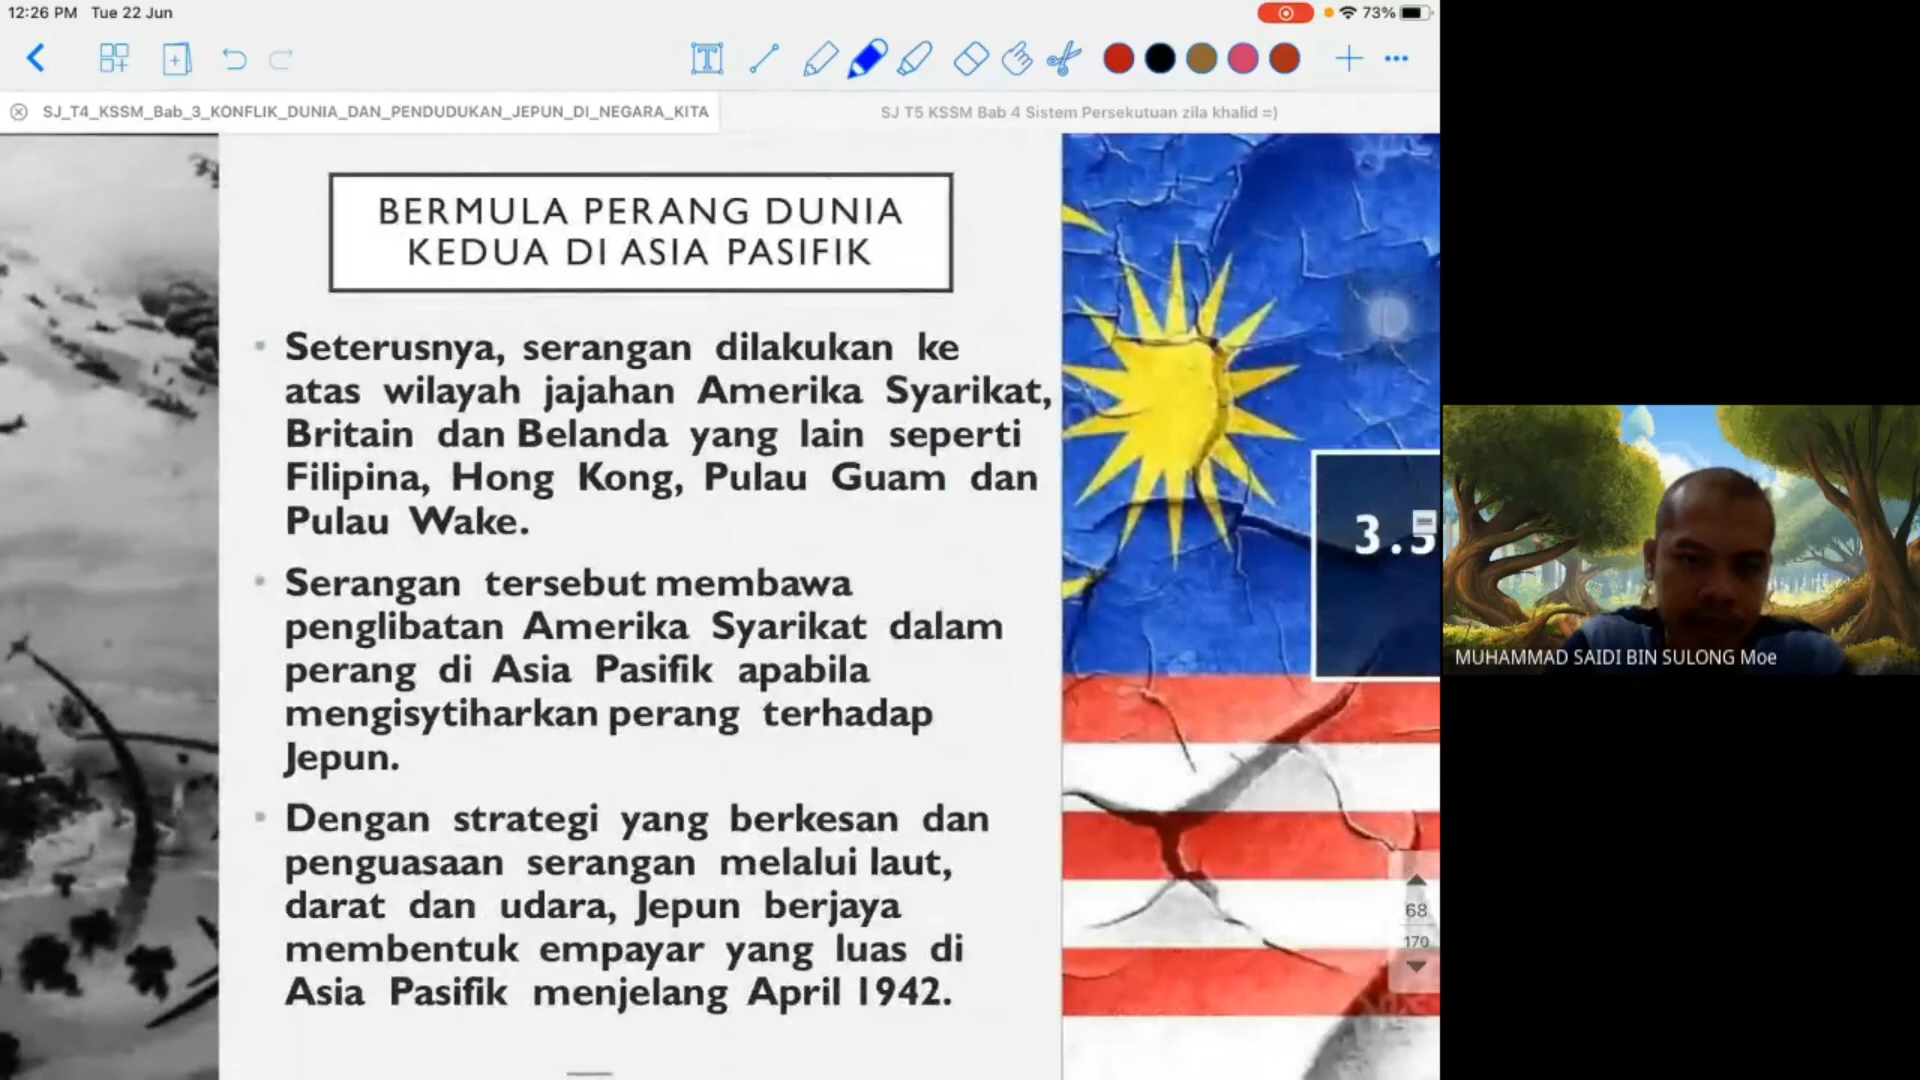 12:26 PM Tue 22 Jun
73%
SJ_T4_KSSM_Bab_3_KONFLIK_DUNIA_DAN_PENDUDUKAN_JEPUN_DI_NEGARA_KITA
SJ T5 KSSM Bab 4 Sistem Persekutuan zila khalid =)
BERMULA PERANG DUNIA
KEDUA DI ASIA PASIFIK
Seterusnya, serangan dilakukan ke
atas wilayah jajahan Amerika Syarikat,
Britain dan Belanda yang lain seperti
Filipina, Hong Kong, Pulau Guam dan
Pulau Wake.
Serangan tersebut membawa
penglibatan Amerika Syarikat dalam
perang di Asia Pasifik apabila
mengisytiharkan perang terhadap
Jepun.
Dengan strategi yang berkesan dan
penguasaan serangan melalui laut,
darat dan udara, Jepun berjaya
membentuk empayar yang luas di
Asia Pasifik menjelang April 1942.
3.5
68
170
MUHAMMAD SAIDI BIN SULONG Moe